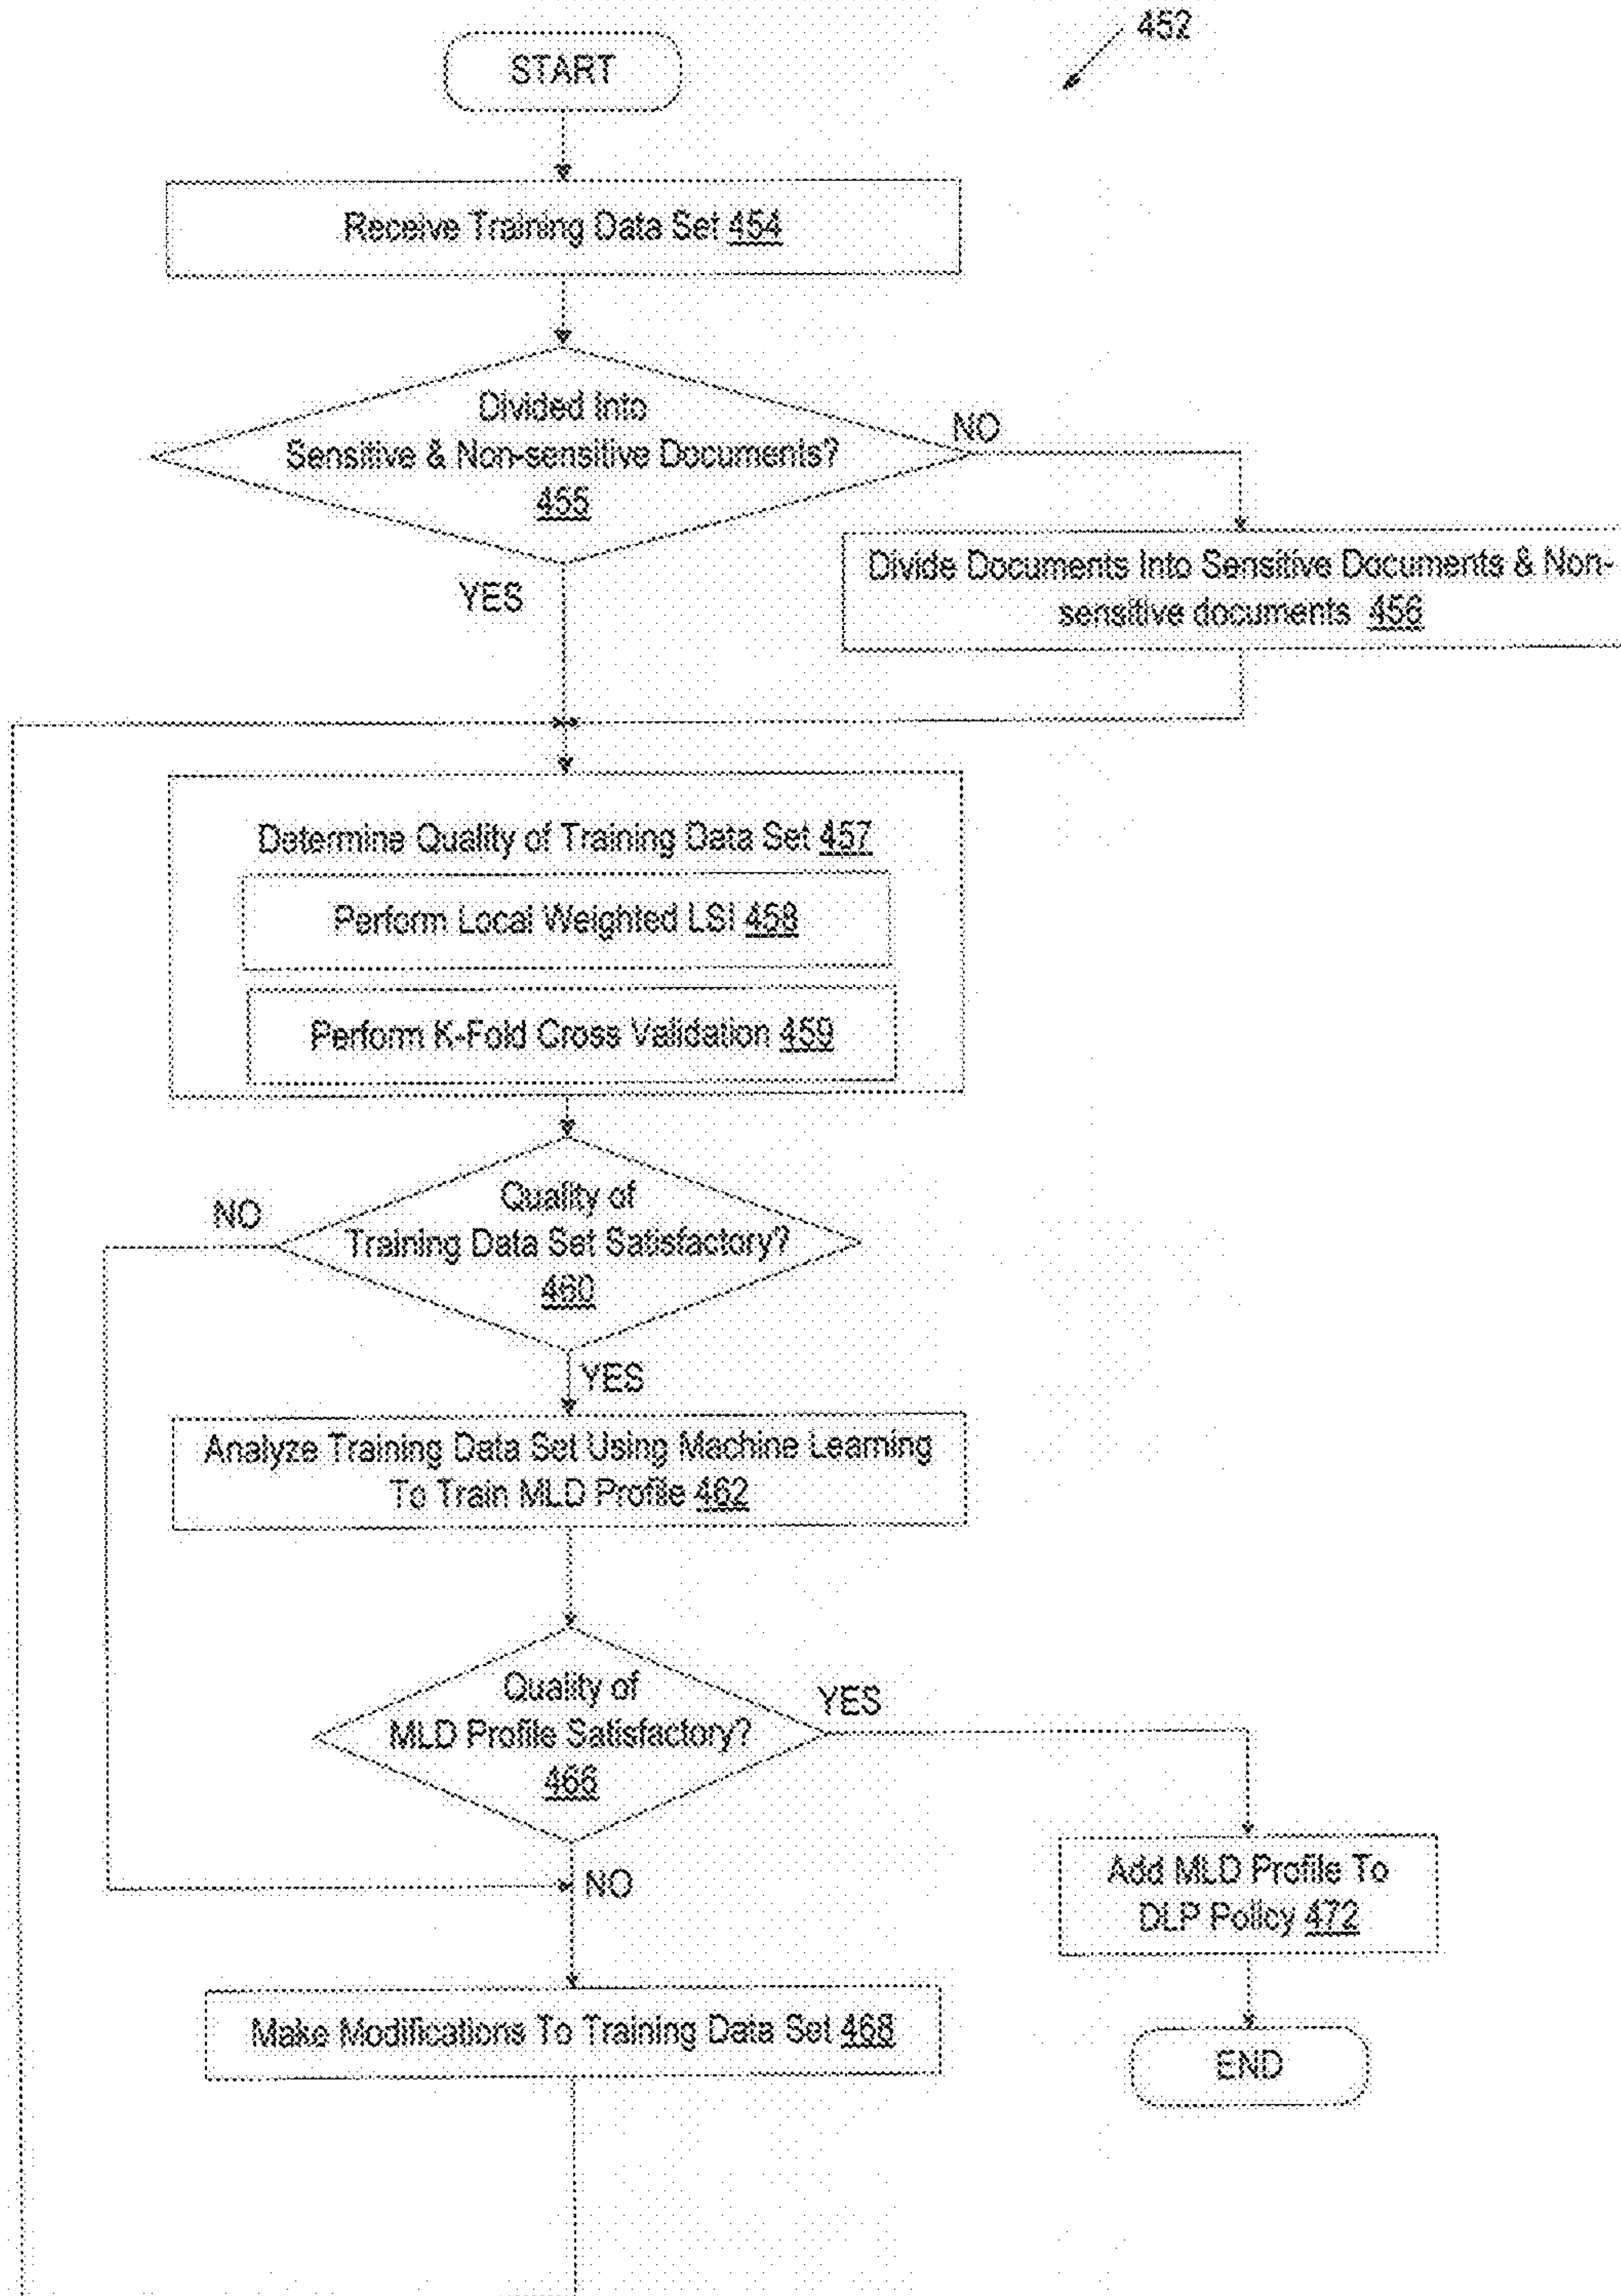 452
START
Receive Training Data Set 454
Divided Into
Sensitive & Non-sensitive Documents?
455
NO
YES
Divide Documents Into Sensitive Documents & Non-
sensitive documents 456
Determine Quality of Training Data Set 457
Perform Local Weighted LSI 458
Perform K-Fold Cross Validation 459
Quality of
Training Data Set Satisfactory?
460
NO
YES
Analyze Training Data Set Using Machine Learning
To Train MLD Profile 462
Quality of
MLD Profile Satisfactory?
466
YES
NO
Add MLD Profile To
DLP Policy 472
Make Modifications To Training Data Set 468
END